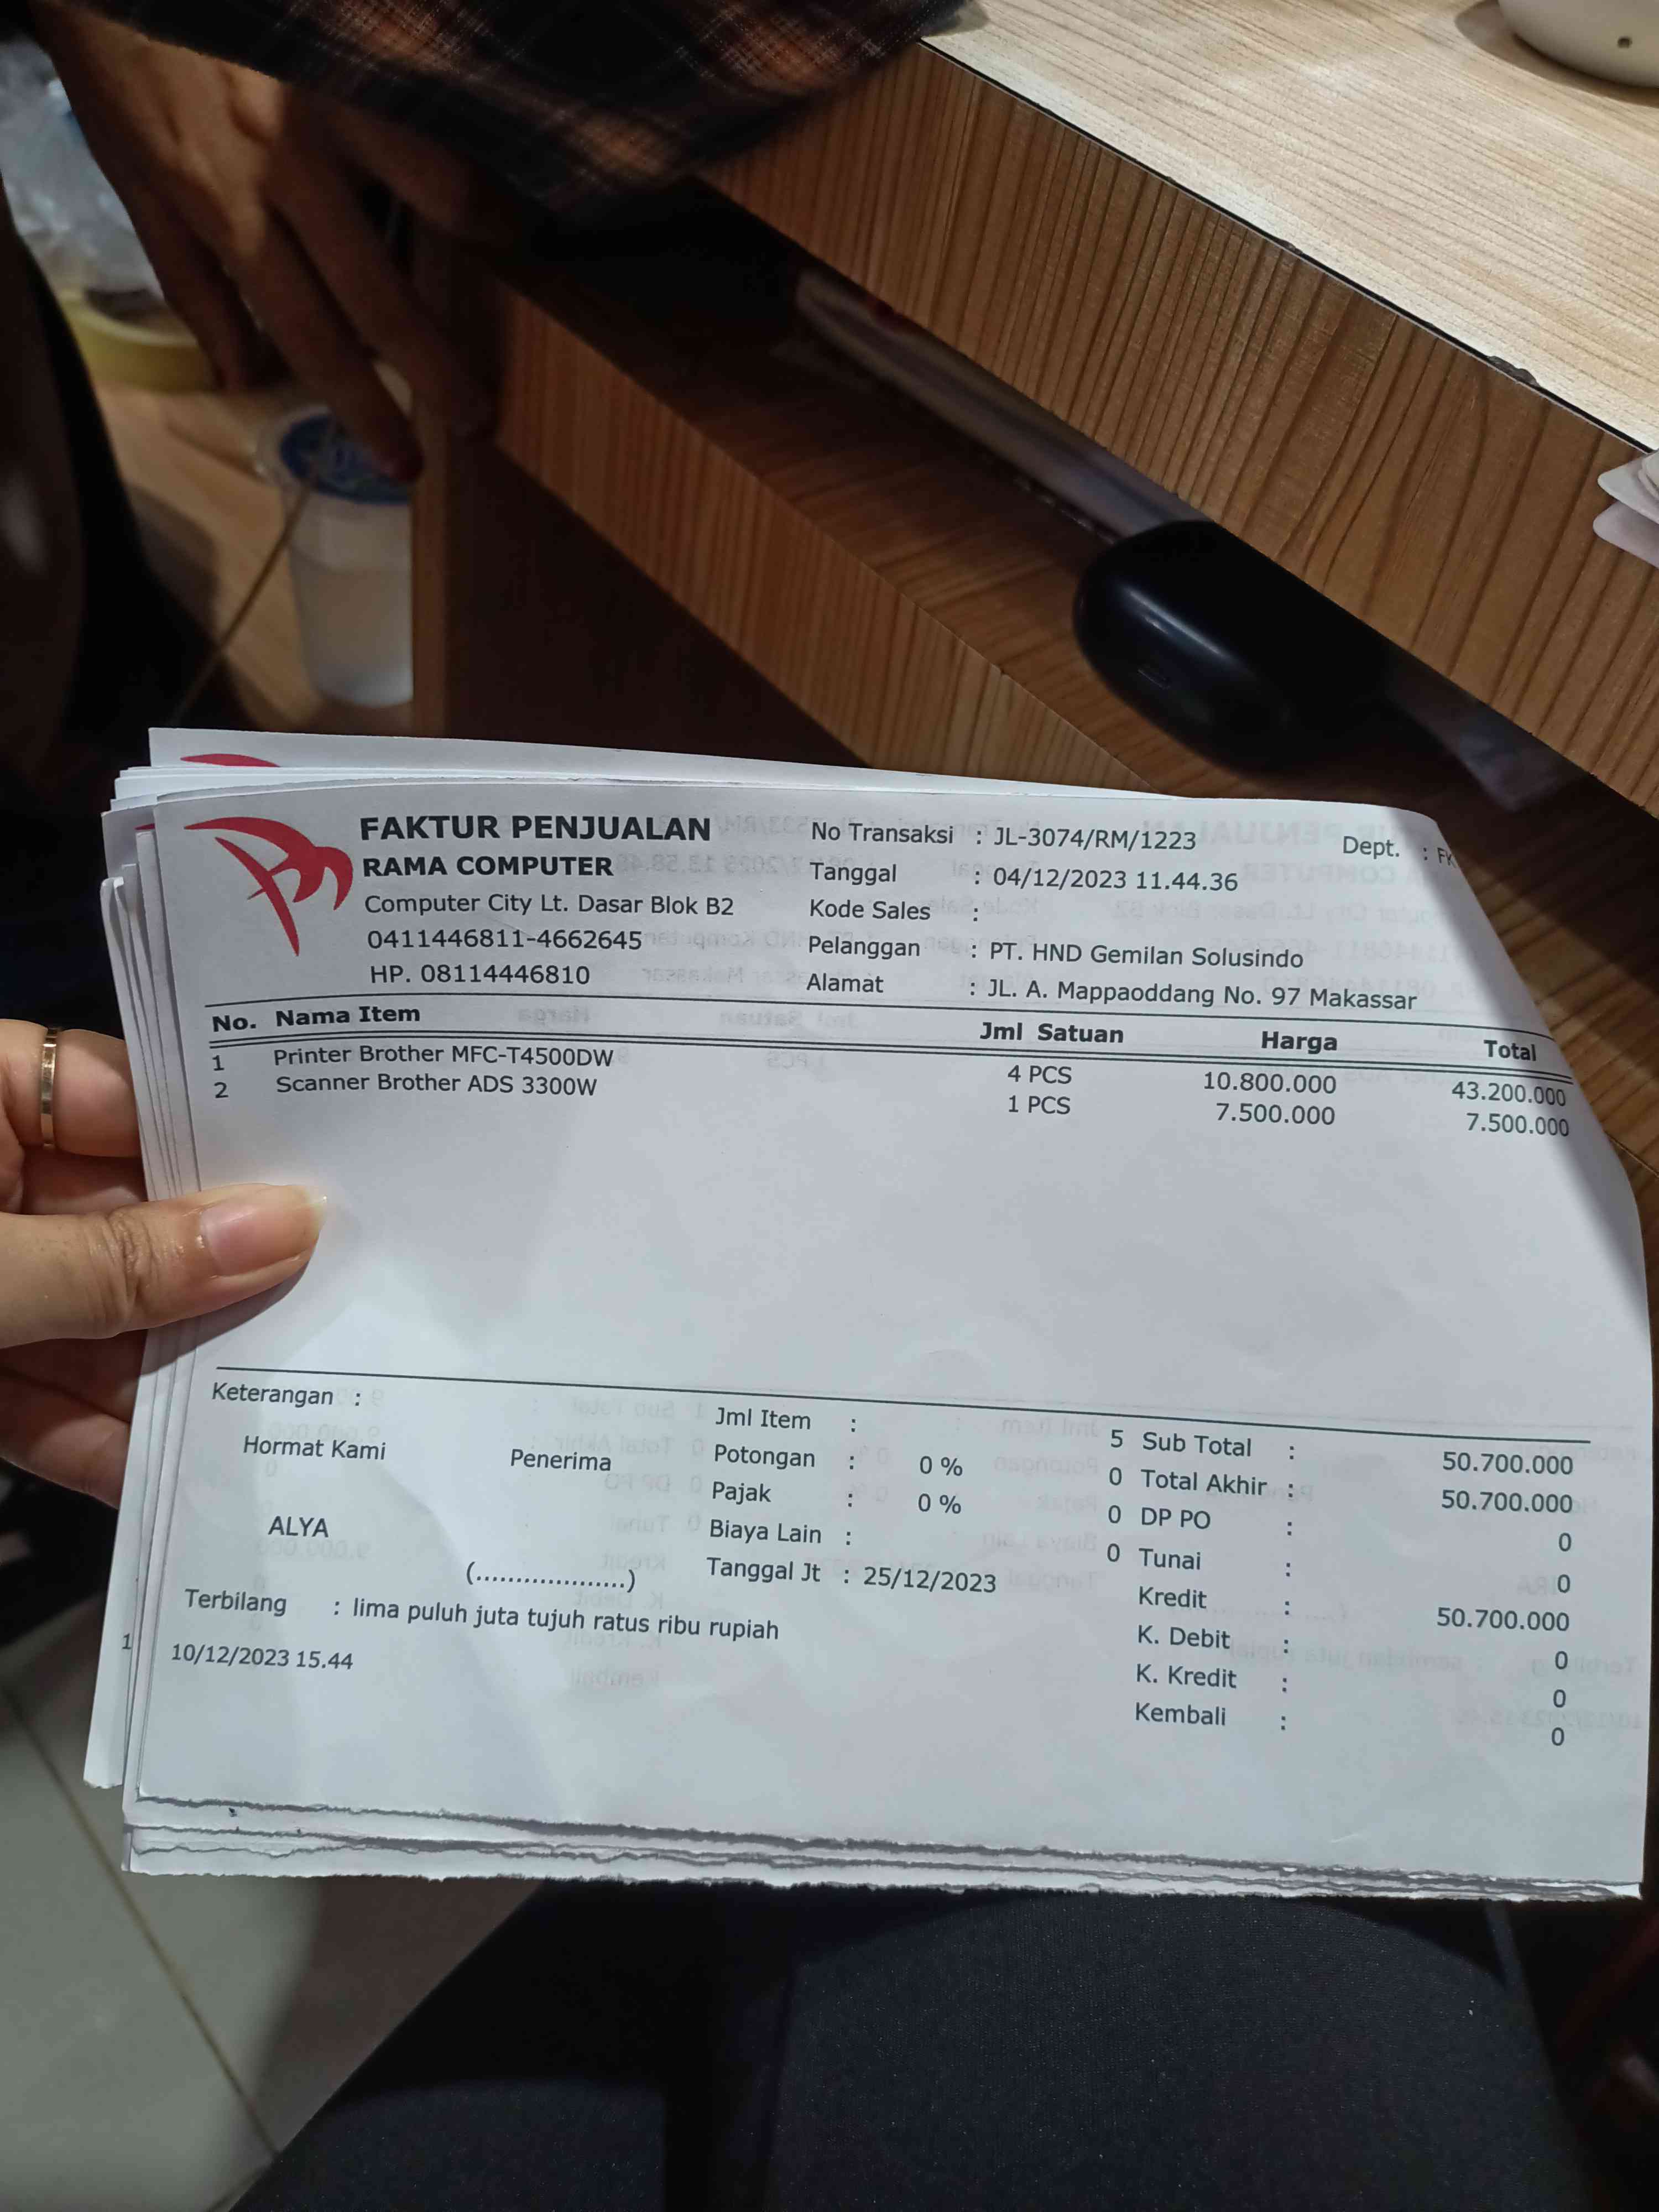 FAKTUR PENJUALAN
RAMA COMPUTER
Computer City Lt. Dasar Blok B2
0411446811-4662645
HP. 08114446810
No Transaksi : JL-3074/RM/1223
Dept. :
Tanggal : 04/12/2023 11.44.36
Kode Sales :
Pelanggan : PT. HND Gemilan Solusindo
Alamat : JL. A. Mappaoddang No. 97 Makassar
No. Nama Item Jml Satuan Harga Total
1 Printer Brother MFC-T4500DW 4 PCS 10.800.000 43.200.000
2 Scanner Brother ADS 3300W 1 PCS 7.500.000 7.500.000
Keterangan :
Hormat Kami Penerima
ALYA
(...................)
Jml Item : 5
Potongan : 0 % 0
Pajak : 0 % 0
Biaya Lain : 0
Tanggal Jt : 25/12/2023
Sub Total : 50.700.000
Total Akhir : 50.700.000
DP PO : 0
Tunai : 0
Kredit : 50.700.000
K. Debit : 0
K. Kredit : 0
Kembali : 0
Terbilang : lima puluh juta tujuh ratus ribu rupiah
10/12/2023 15.44
1